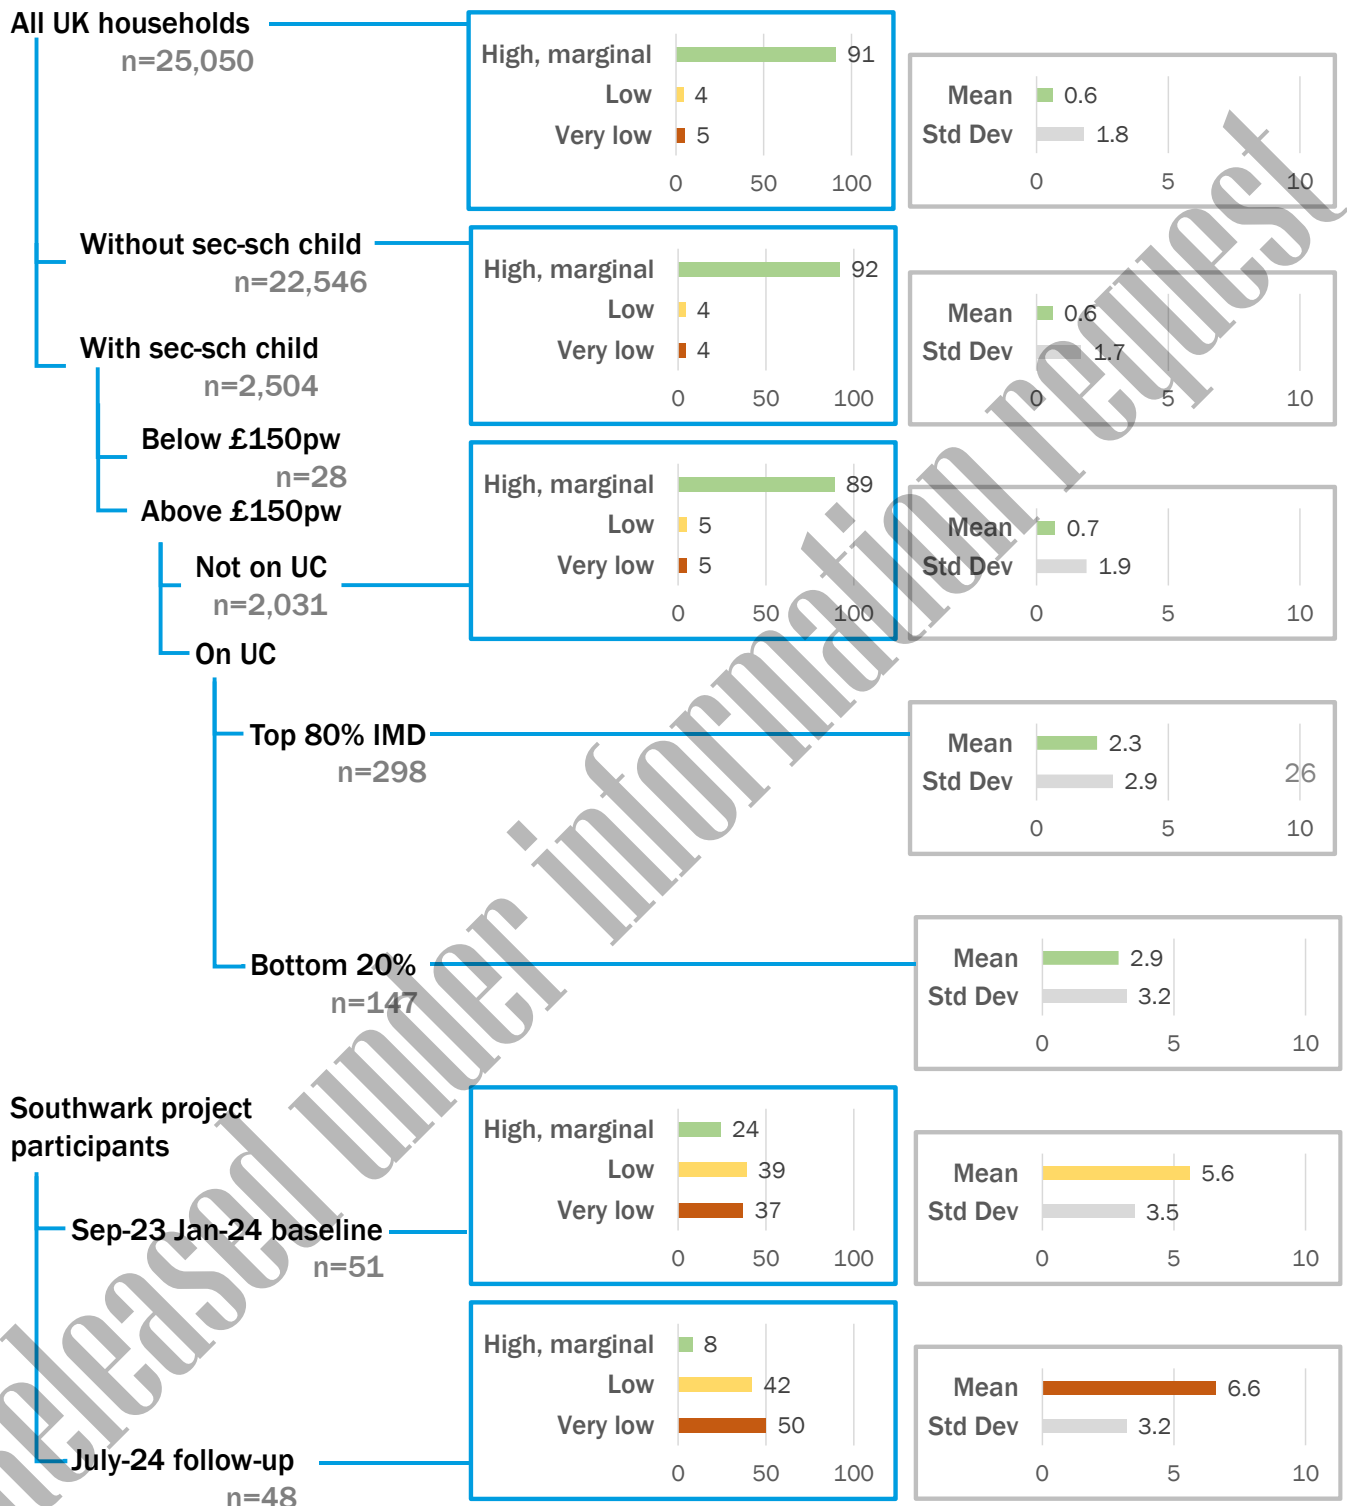 All UK households
n=25,050
High, marginal 91
Low 4
Very low 5
0 50 100
Mean 0.6
Std Dev 1.8
0 5 10
Without sec-sch child
n=22,546
High, marginal 92
Low 4
Very low 4
0 50 100
Mean 0.6
Std Dev 1.7
0 5 10
With sec-sch child
n=2,504
Below £150pw
n=28
Above £150pw
Not on UC
n=2,031
High, marginal 89
Low 5
Very low 5
0 50 100
Mean 0.7
Std Dev 1.9
0 5 10
On UC
Top 80% IMD
n=298
Mean 2.3
Std Dev 2.9
0 5 10
26
Bottom 20%
n=147
Mean 2.9
Std Dev 3.2
0 5 10
Southwark project
participants
Sep-23 Jan-24 baseline
n=51
High, marginal 24
Low 39
Very low 37
0 50 100
Mean 5.6
Std Dev 3.5
0 5 10
July-24 follow-up
n=48
High, marginal 8
Low 42
Very low 50
0 50 100
Mean 6.6
Std Dev 3.2
0 5 10
Released under information request